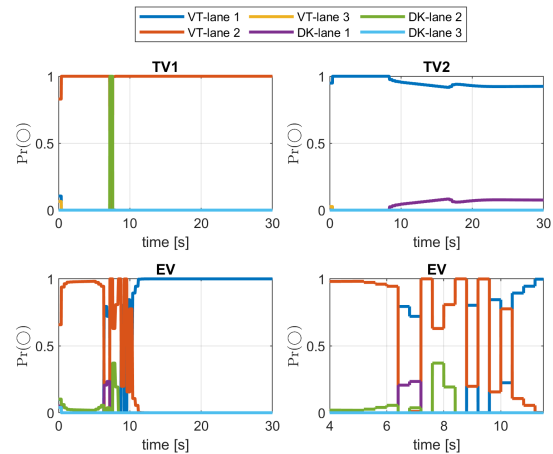 VT-lane 1 VT-lane 3 DK-lane 2
VT-lane 2 DK-lane 1 DK-lane 3
TV1
1
0.5
0
Pr(○)
0 10 20 30
time [s]
TV2
1
0.5
0
Pr(○)
0 10 20 30
time [s]
EV
1
0.5
0
Pr(○)
0 10 20 30
time [s]
EV
1
0.5
0
Pr(○)
4 6 8 10
time [s]